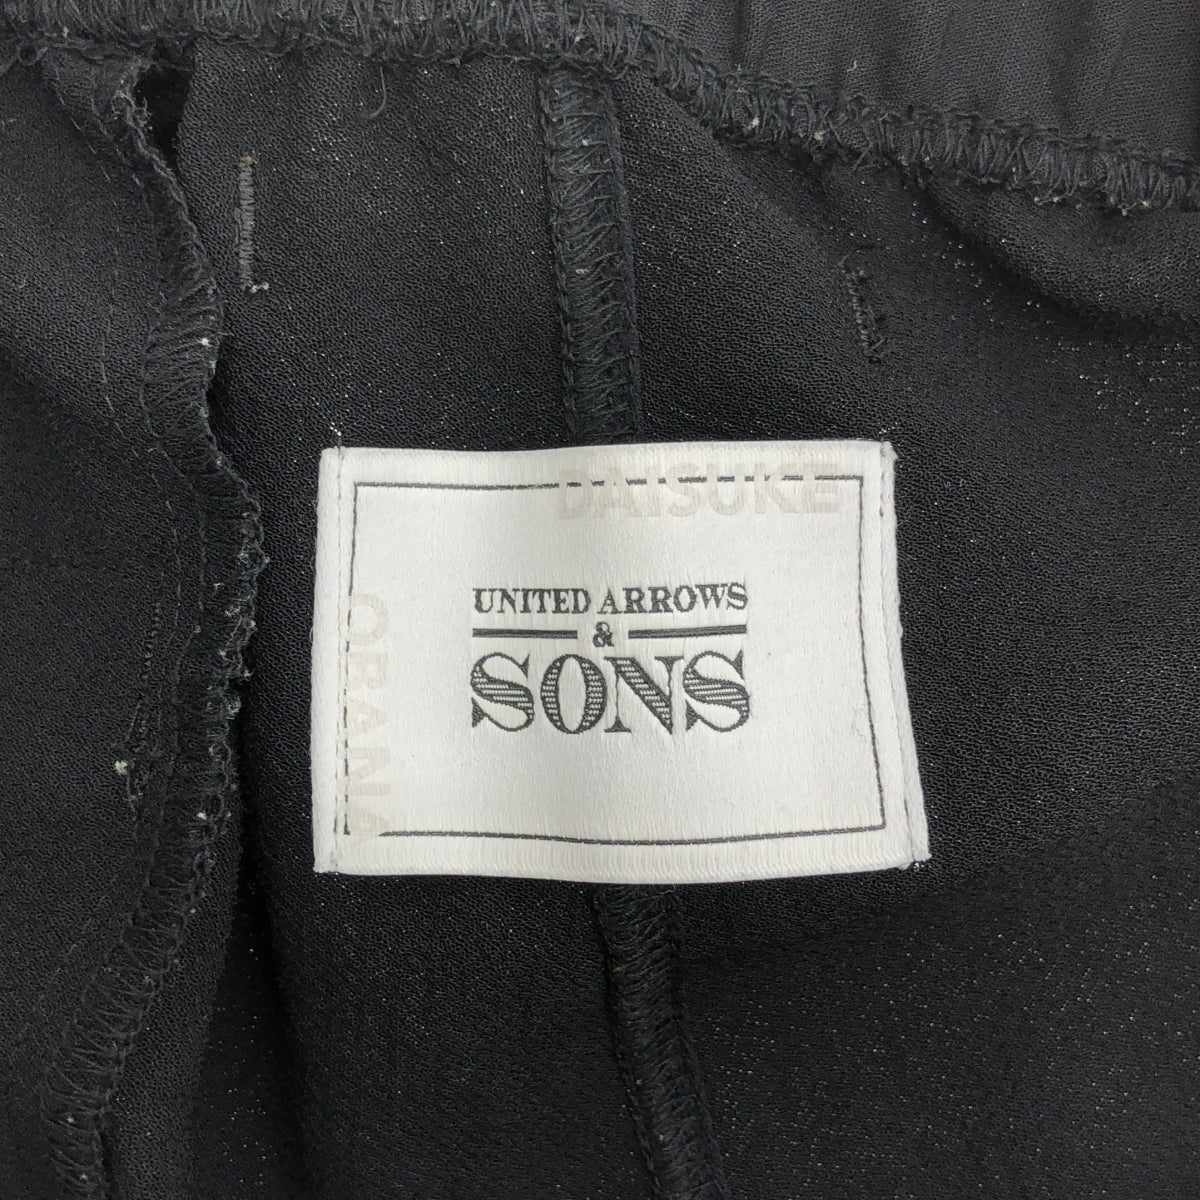 DAISUKE
OBANA
UNITED ARROWS
&
SONS